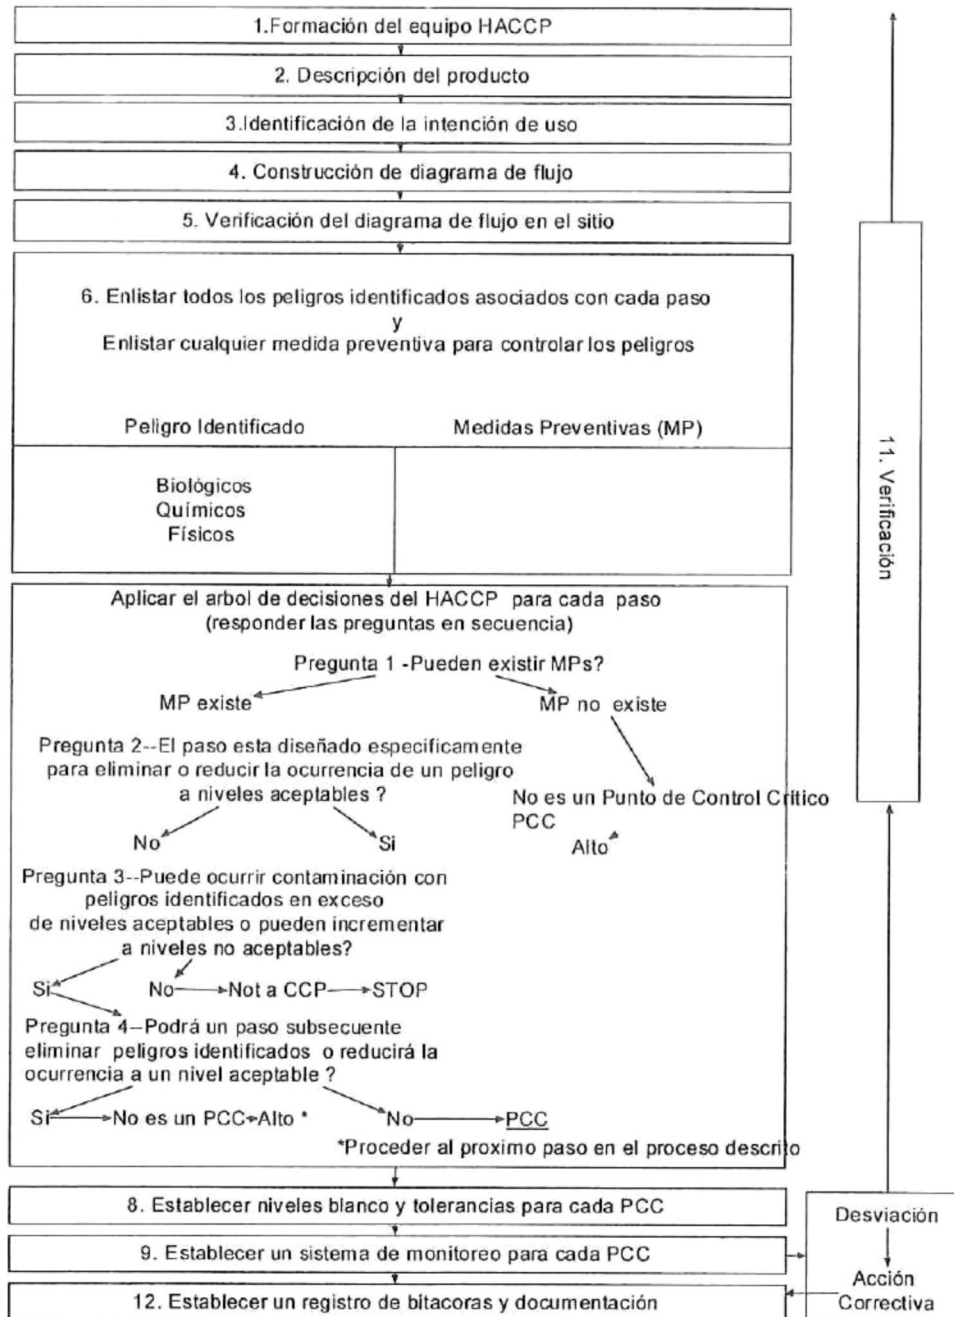 1.Formación del equipo HACCP
2. Descripción del producto
3.Identificación de la intención de uso
4. Construcción de diagrama de flujo
5. Verificación del diagrama de flujo en el sitio
6. Enlistar todos los peligros identificados asociados con cada paso
y
Enlistar cualquier medida preventiva para controlar los peligros
Peligro Identificado Medidas Preventivas (MP)
Biológicos
Químicos
Físicos
Aplicar el arbol de decisiones del HACCP para cada paso
(responder las preguntas en secuencia)
Pregunta 1 -Pueden existir MPs?
MP existe MP no existe
Pregunta 2--El paso esta diseñado especificamente
para eliminar o reducir la ocurrencia de un peligro
a niveles aceptables ?
No es un Punto de Control Crítico
PCC
No Si Alto*
Pregunta 3--Puede ocurrir contaminación con
peligros identificados en exceso
de niveles aceptables o pueden incrementar
a niveles no aceptables?
Si No Not a CCP STOP
Pregunta 4--Podrá un paso subsecuente
eliminar peligros identificados o reducirá la
ocurrencia a un nivel aceptable ?
Si No es un PCC Alto * No PCC
*Proceder al proximo paso en el proceso descrito
8. Establecer niveles blanco y tolerancias para cada PCC
9. Establecer un sistema de monitoreo para cada PCC
12. Establecer un registro de bitacoras y documentación
11. Verificación
Desviación
Acción
Correctiva